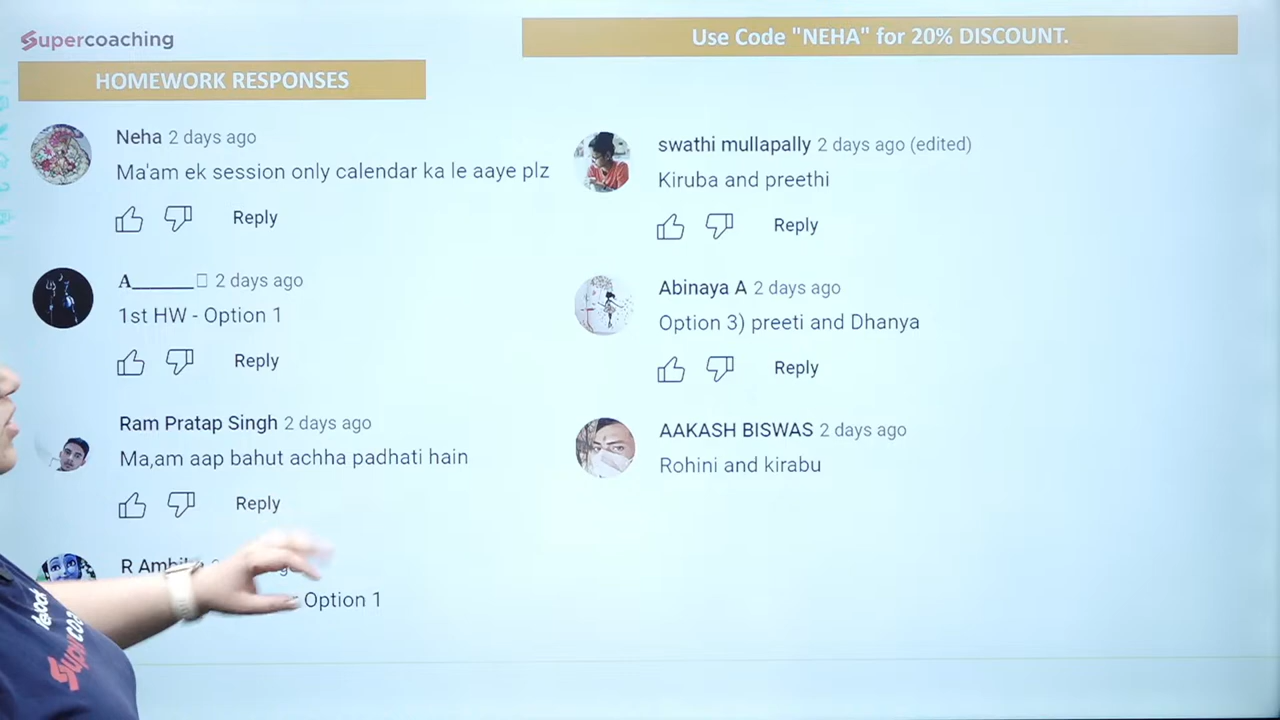 Supercoaching
Use Code "NEHA" for 20% DISCOUNT.
HOMEWORK RESPONSES
Neha 2 days ago
Ma'am ek session only calendar ka le aaye plz
Reply
A______ 2 days ago
1st HW - Option 1
Reply
Ram Pratap Singh 2 days ago
Ma,am aap bahut achha padhati hain
Reply
R
Option 1
swathi mullapally 2 days ago (edited)
Kiruba and preethi
Reply
Abinaya A 2 days ago
Option 3) preeti and Dhanya
Reply
AAKASH BISWAS 2 days ago
Rohini and kirabu